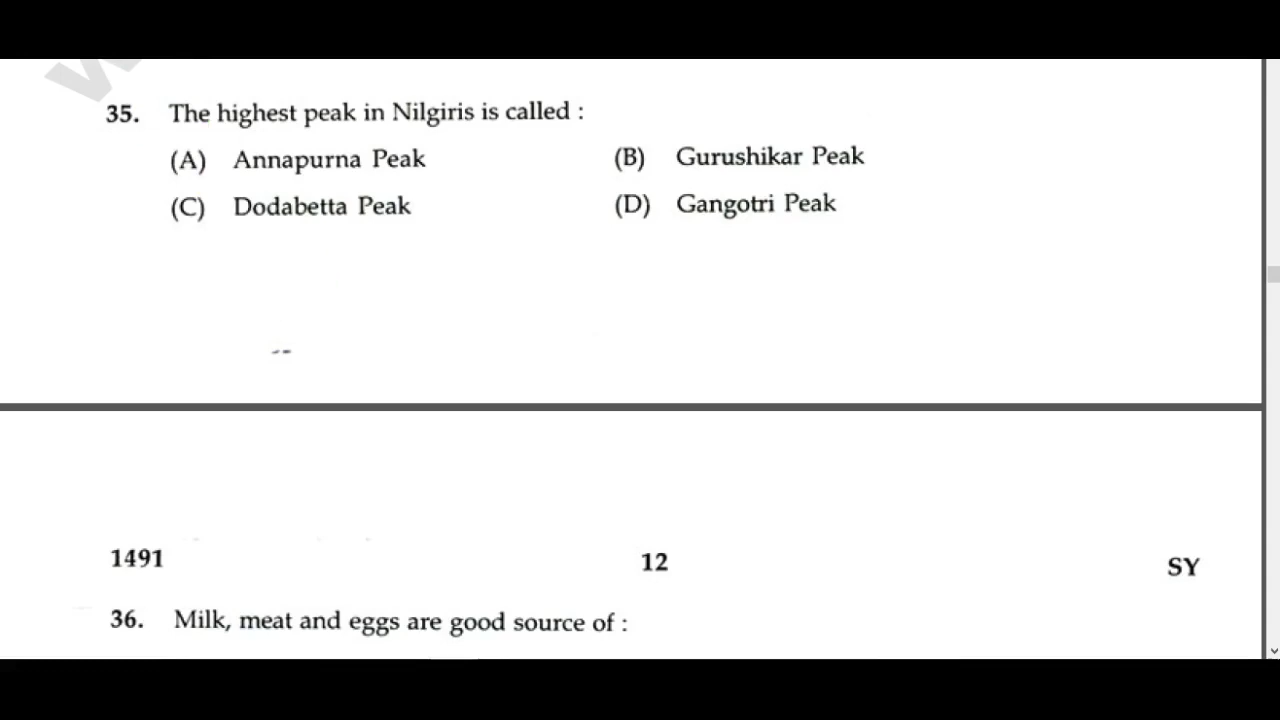 35. The highest peak in Nilgiris is called :
(A) Annapurna Peak (B) Gurushikar Peak
(C) Dodabetta Peak (D) Gangotri Peak
1491 12 SY
36. Milk, meat and eggs are good source of :